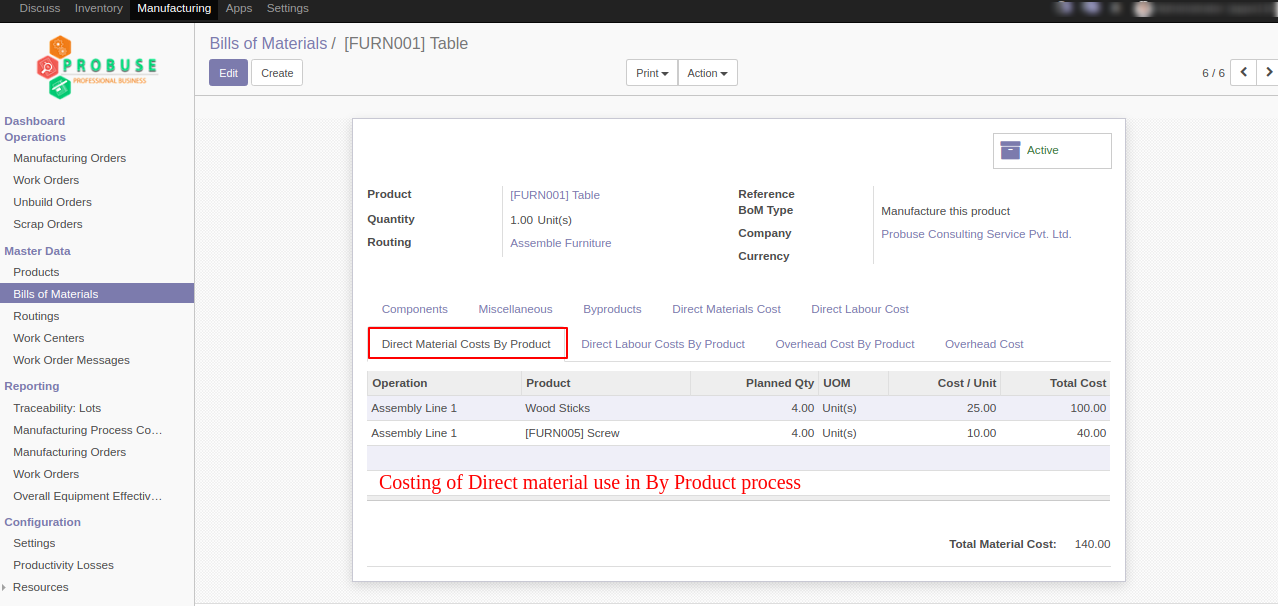 Discuss Inventory Manufacturing Apps Settings
PROBUSE
PROFESSIONAL BUSINESS
Bills of Materials / [FURN001] Table
Edit Create Print Action 6 / 6
Dashboard
Operations
Manufacturing Orders
Work Orders
Unbuild Orders
Scrap Orders
Master Data
Products
Bills of Materials
Routings
Work Centers
Work Order Messages
Reporting
Traceability: Lots
Manufacturing Process Co…
Manufacturing Orders
Work Orders
Overall Equipment Effectiv…
Configuration
Settings
Productivity Losses
Resources
Active
Product [FURN001] Table
Quantity 1.00 Unit(s)
Routing Assemble Furniture
Reference
BoM Type Manufacture this product
Company Probuse Consulting Service Pvt. Ltd.
Currency
Components Miscellaneous Byproducts Direct Materials Cost Direct Labour Cost
Direct Material Costs By Product Direct Labour Costs By Product Overhead Cost By Product Overhead Cost
Operation Product Planned Qty UOM Cost / Unit Total Cost
Assembly Line 1 Wood Sticks 4.00 Unit(s) 25.00 100.00
Assembly Line 1 [FURN005] Screw 4.00 Unit(s) 10.00 40.00
Costing of Direct material use in By Product process
Total Material Cost: 140.00